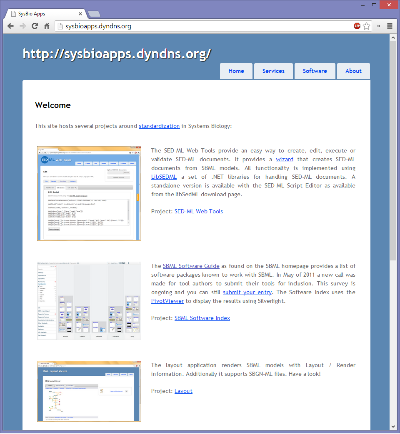 SysBio Apps
sysbioapps.dyndns.org
http://sysbioapps.dyndns.org/
Home Services Software About
Welcome
This site hosts several projects around standardization in Systems Biology:
The SED-ML Web Tools provide an easy way to create, edit, execute or
validate SED-ML documents. It provides a wizard that creates SED-ML
documents from SBML models. All functionality is implemented using
LibSEDML a set of .NET libraries for handling SED-ML documents. A
standalone version is available with the SED-ML Script Editor as available
from the libSedML download page.
Project: SED-ML Web Tools
The SBML Software Guide as found on the SBML homepage provides a list of
software packages known to work with SBML. In May of 2011 a new call was
made for tool authors to submit their tools for inclusion. This survey is
ongoing and you can still submit your entry. The Software Index uses the
PivotViewer to display the results using Silverlight.
Project: SBML Software Index
The layout application renders SBML models with Layout / Render
information. Additionally it supports SBGN-ML files. Have a look!
Project: Layout